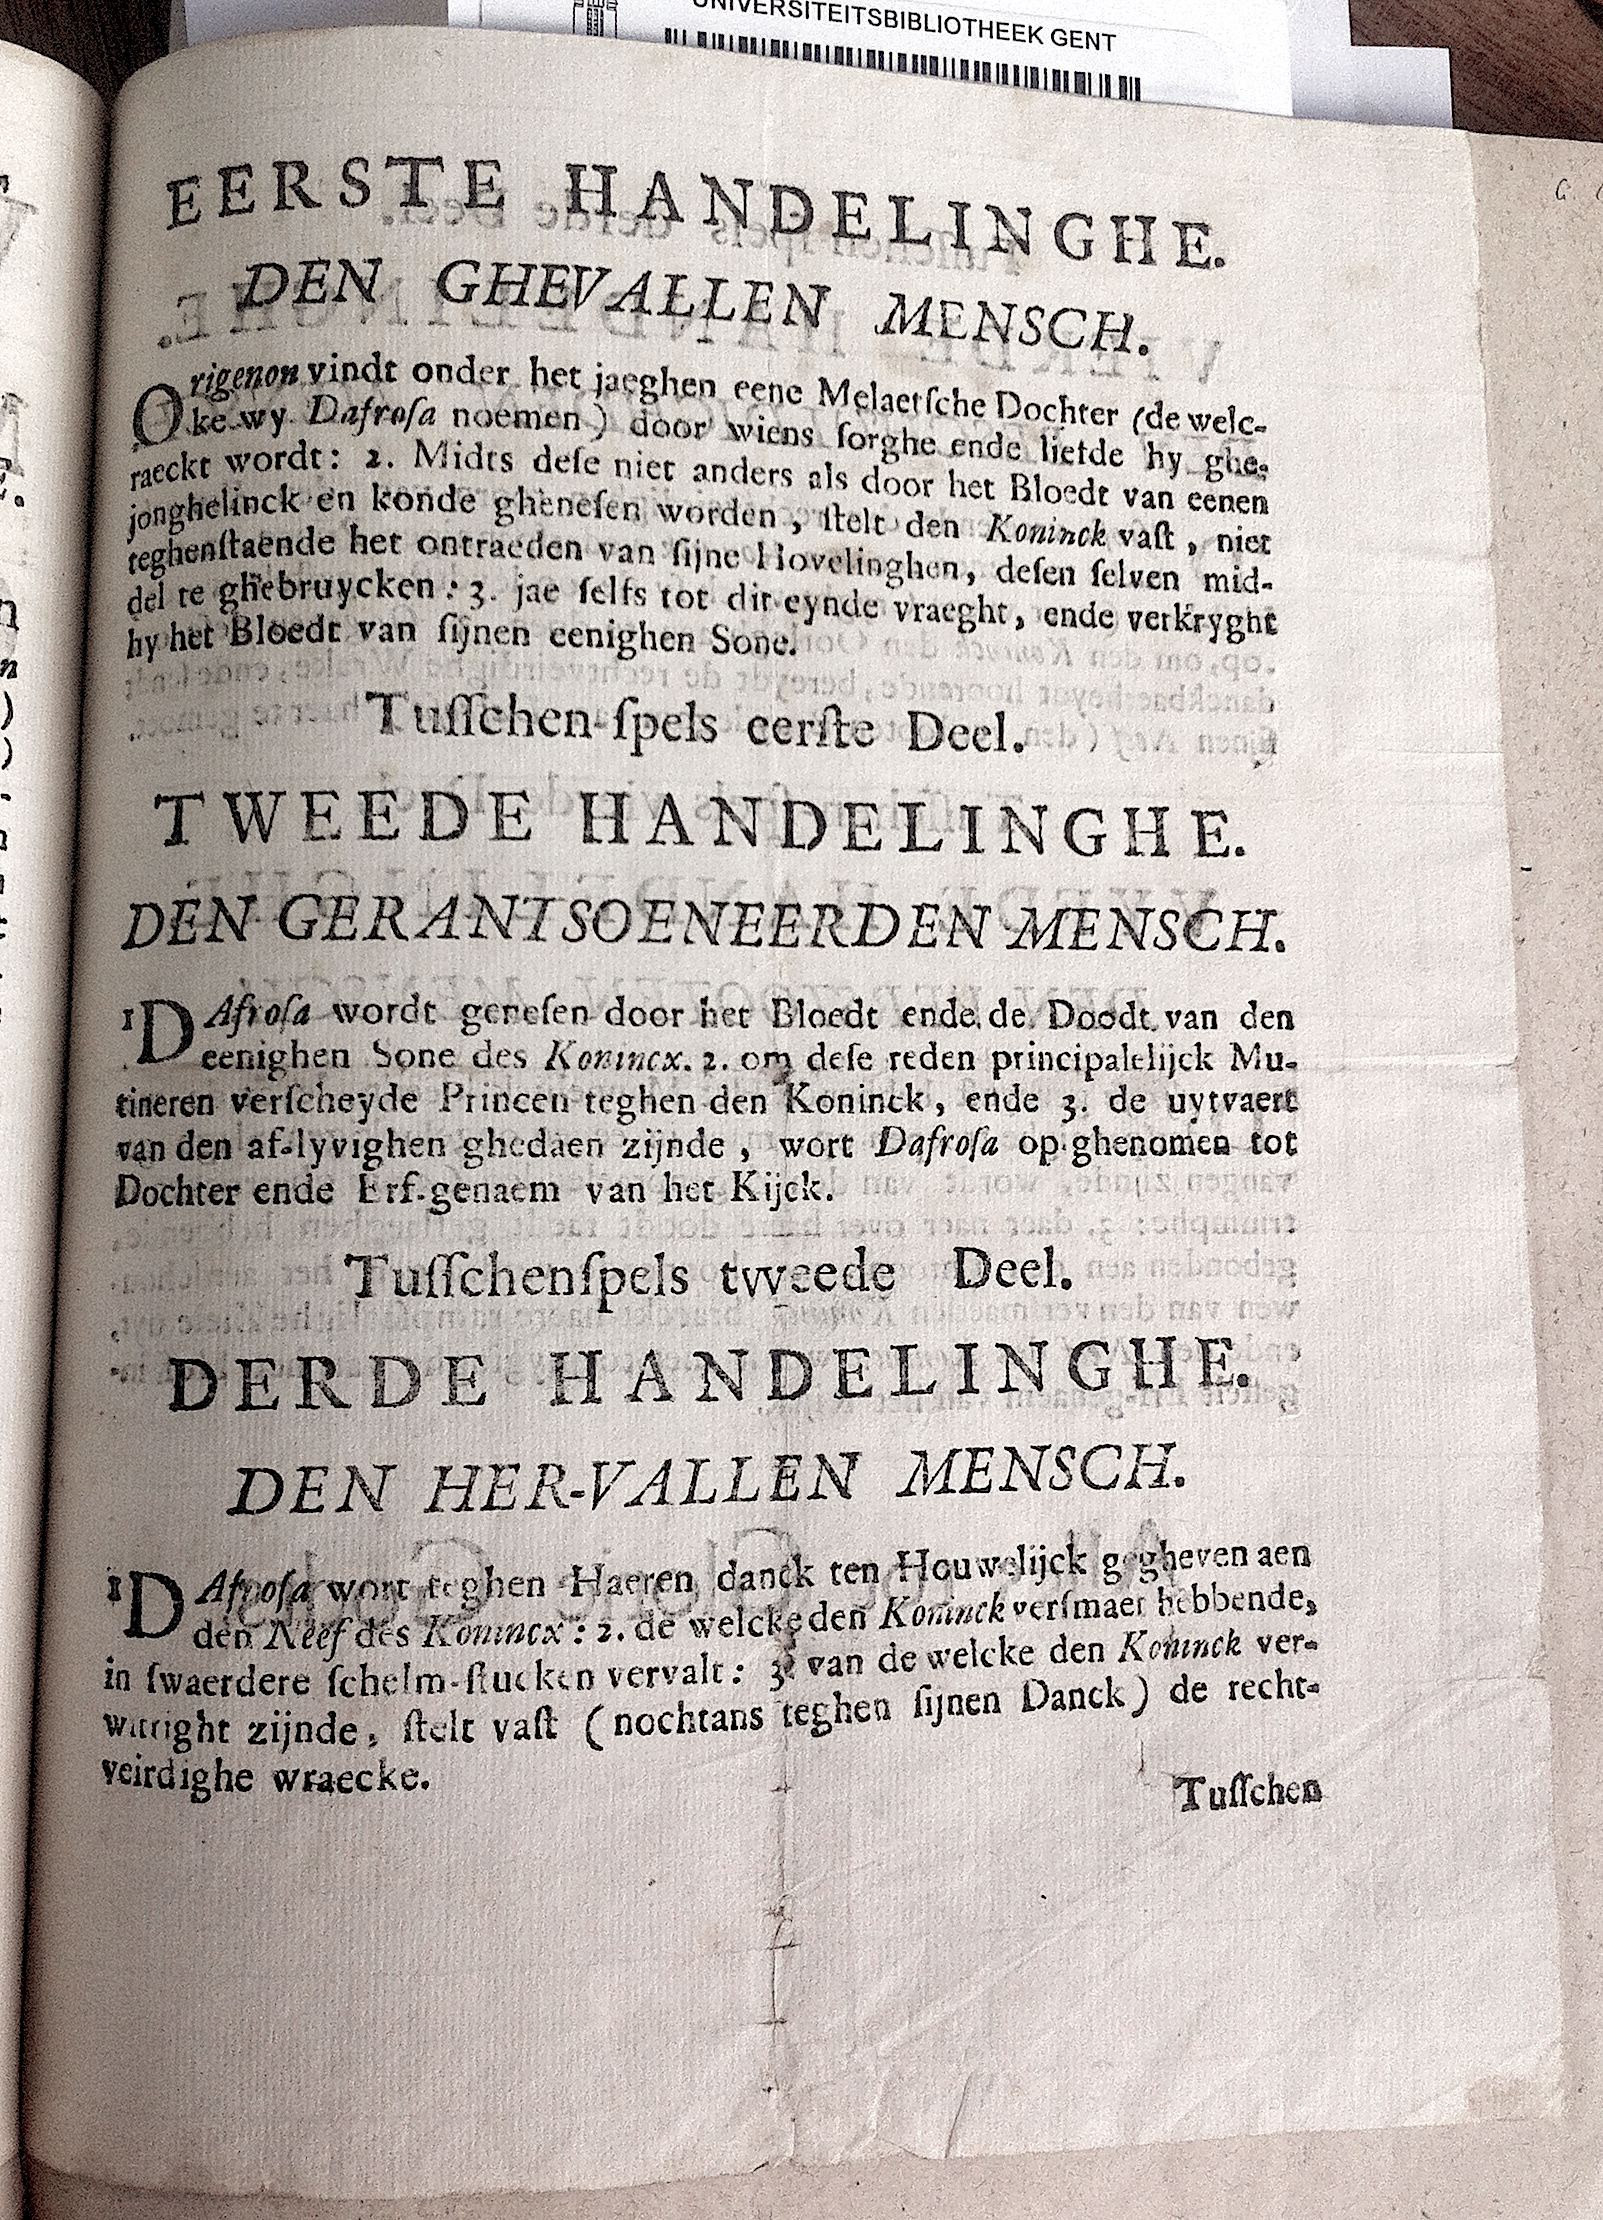 UNIVERSITEITSBIBLIOTHEEK GENT
EERSTE HANDELINGHE.
DEN GHEVALLEN MENSCH.
Origenon vindt onder het jaeghen eene Melaetſche Dochter (de welc-
ke wy Dafroſa noemen) door wiens ſorghe ende liefde hy ghe-
raeckt wordt: 2. Midts deſe niet anders als door het Bloedt van eenen
jonghelinck en konde gheneſen worden, ſtelt den Koninck vaſt, niet
teghenſtaende het ontraeden van ſijne Hovelinghen, deſen ſelven mid-
del te ghebruycken: 3. jae ſelfs tot dit eynde vraeght, ende verkryght
hy het Bloedt van ſijnen eenighen Sone.
Tuſſchen-ſpels eerſte Deel.
TWEEDE HANDELINGHE.
DEN GERANTSOENEERDEN MENSCH.
1 DAfroſa wordt geneſen door het Bloedt ende de Doodt van den
eenighen Sone des Konincx. 2. om deſe reden principalelijck Mu-
tineren verſcheyde Princen teghen den Koninck, ende 3. de uytvaert
van den af-lyvighen ghedaen zijnde, wort Dafroſa op ghenomen tot
Dochter ende Erf-genaem van het Rijck.
Tuſſchenſpels tweede Deel.
DERDE HANDELINGHE.
DEN HER-VALLEN MENSCH.
1 DAfroſa wort teghen Haeren danck ten Houwelijck gegheven aen
den Neef des Konincx: 2. de welcke den Koninck verſmaet hebbende,
in ſwaerdere ſchelm-ſtucken vervalt: 3. van de welcke den Koninck ver-
wittight zijnde, ſtelt vaſt (nochtans teghen ſijnen Danck) de recht-
veirdighe wraecke.
Tuſſchen